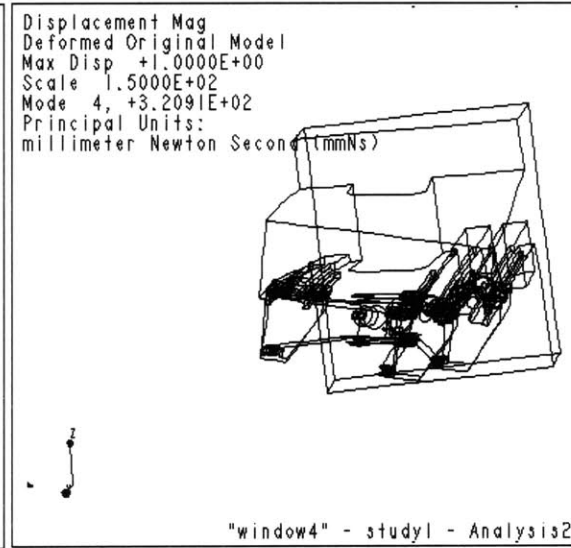 Displacement Mag
Deformed Original Model
Max Disp +1.0000E+00
Scale 1.5000E+02
Mode 4, +3.2091E+02
Principal Units:
millimeter Newton Second (mmNs)
Z
"window4" - study1 - Analysis2